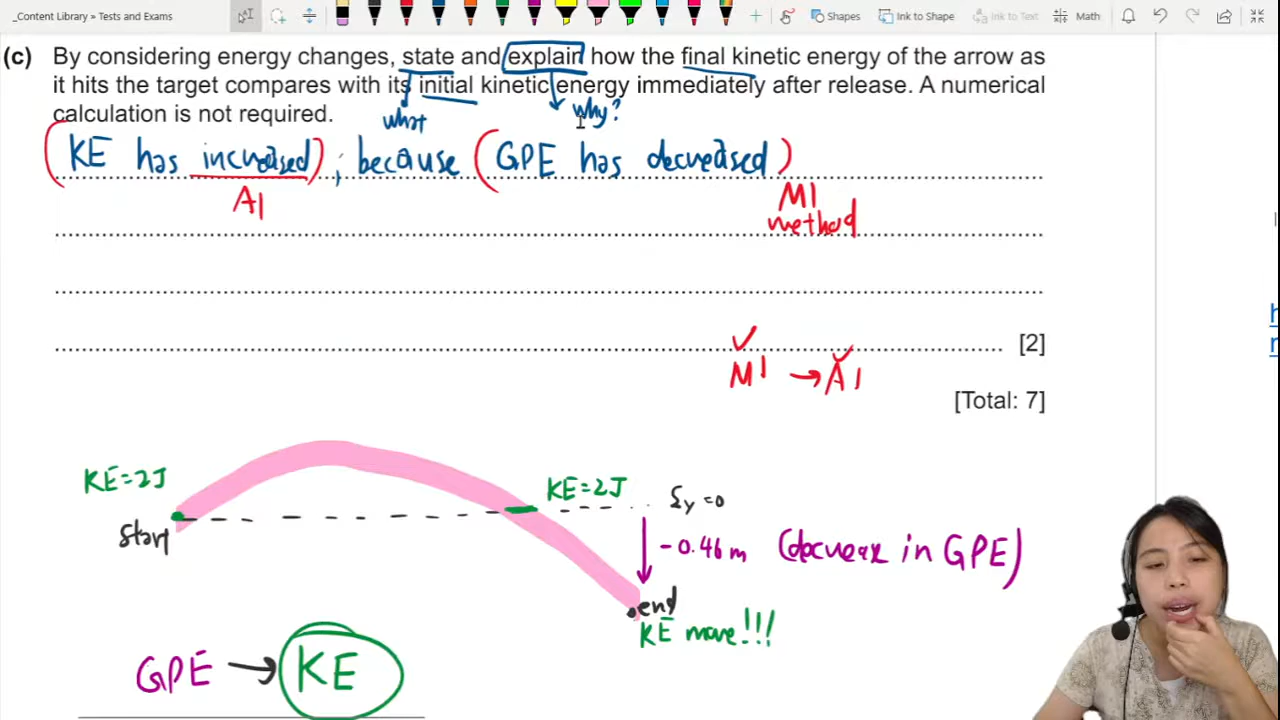 _Content Library » Tests and Exams
Shapes
Ink to Shape
Ink to Text
Math
(c) By considering energy changes, state and explain how the final kinetic energy of the arrow as
it hits the target compares with its initial kinetic energy immediately after release. A numerical
calculation is not required.
what
why?
(KE has increased); because (GPE has decreased)
A1
M1
method
[2]
M1 → A1
[Total: 7]
KE=2J
KE=2J
Sy=0
start
-0.46m (decrease in GPE)
end
KE more!!!
GPE → KE